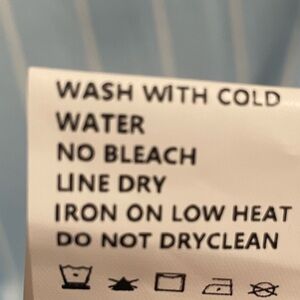 WASH WITH COLD
WATER
NO BLEACH
LINE DRY
IRON ON LOW HEAT
DO NOT DRYCLEAN